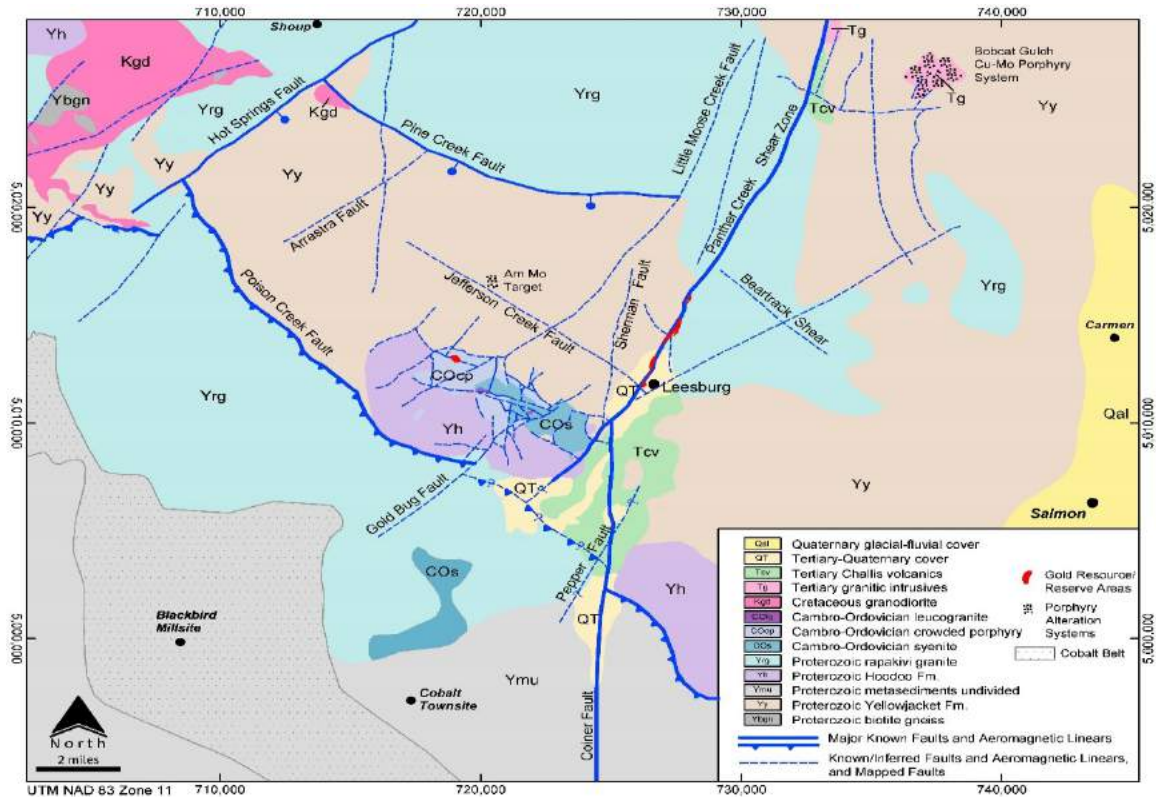 710,000
720,000
730,000
740,000
Shoup
Yh
Kgd
Ybgn
Yrg
Hot Springs Fault
Kgd
Yrg
Little Moose Creek Fault
Tg
Tcv
Bobcat Gulch
Cu-Mo Porphyry
System
Tg
Yy
Yy
Yy
Yy
Yy
Pine Creek Fault
Panther Creek Shear Zone
5,020,000
5,020,000
Arrastra Fault
Poison Creek Fault
Jefferson Creek Fault
Am Mo
Target
Sherman Fault
Beartrack Shear
Yrg
Carmen
COcp
QT
Leesburg
Yrg
COs
Yh
5,010,000
5,010,000
Tcv
Qal
Yy
Gold Bug Fault
QT
Salmon
COs
Pepper Fault
Yh
Blackbird
Millsite
5,000,000
5,000,000
QT
Ymu
Cobalt
Townsite
Coiner Fault
North
2 miles
Qal Quaternary glacial-fluvial cover
QT Tertiary-Quaternary cover
Tcv Tertiary Challis volcanics
Tg Tertiary granitic intrusives
Kgd Cretaceous granodiorite
Cambro-Ordovician leucogranite
COcp Cambro-Ordovician crowded porphyry
COs Cambro-Ordovician syenite
Yrg Proterozoic rapakivi granite
Yh Proterozoic Hoodoo Fm.
Ymu Proterozoic metasediments undivided
Yy Proterozoic Yellowjacket Fm.
Ybgn Proterozoic biotite gneiss
Gold Resource/
Reserve Areas
Porphyry
Alteration
Systems
Cobalt Belt
Major Known Faults and Aeromagnetic Linears
Known/Inferred Faults and Aeromagnetic Linears,
and Mapped Faults
UTM NAD 83 Zone 11
710,000
720,000
730,000
740,000